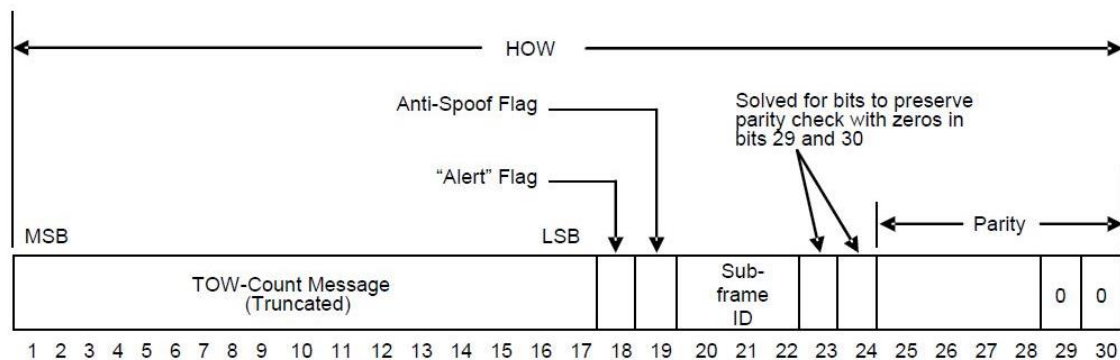 HOW
Anti-Spoof Flag
Solved for bits to preserve
parity check with zeros in
bits 29 and 30
“Alert” Flag
Parity
MSB
LSB
TOW-Count Message
(Truncated)
Sub-
frame
ID
0 0
1 2 3 4 5 6 7 8 9 10 11 12 13 14 15 16 17 18 19 20 21 22 23 24 25 26 27 28 29 30